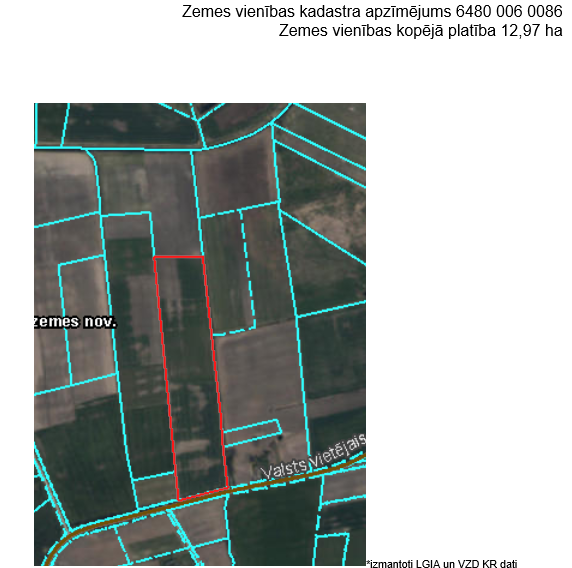 Zemes vienības kadastra apzīmējums 6480 006 0086
Zemes vienības kopējā platība 12,97 ha
zemes nov.
Valsts vietējais
*izmantoti LGIA un VZD KR dati